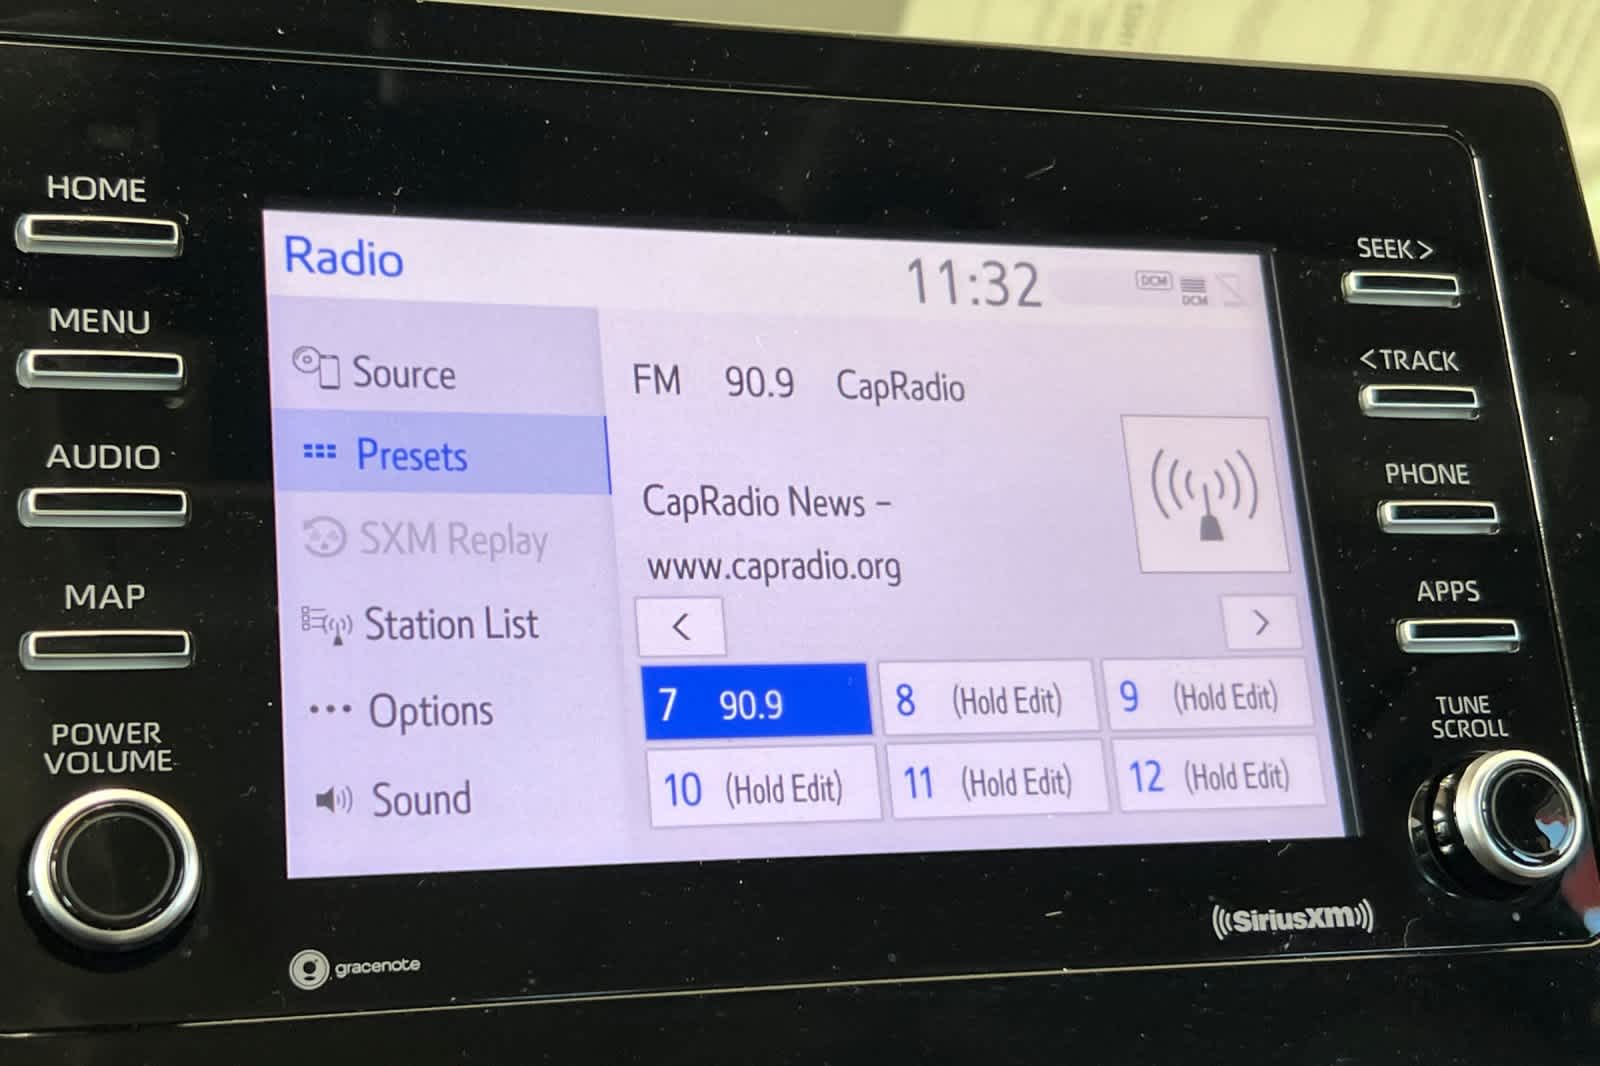 HOME
MENU
AUDIO
MAP
POWER
VOLUME
Radio
11:32
DCM
DCM
Source
Presets
SXM Replay
Station List
Options
Sound
FM 90.9 CapRadio
CapRadio News –
www.capradio.org
<
>
7 90.9
8 (Hold Edit)
9 (Hold Edit)
10 (Hold Edit)
11 (Hold Edit)
12 (Hold Edit)
SEEK>
<TRACK
PHONE
APPS
TUNE
SCROLL
gracenote
SiriusXM